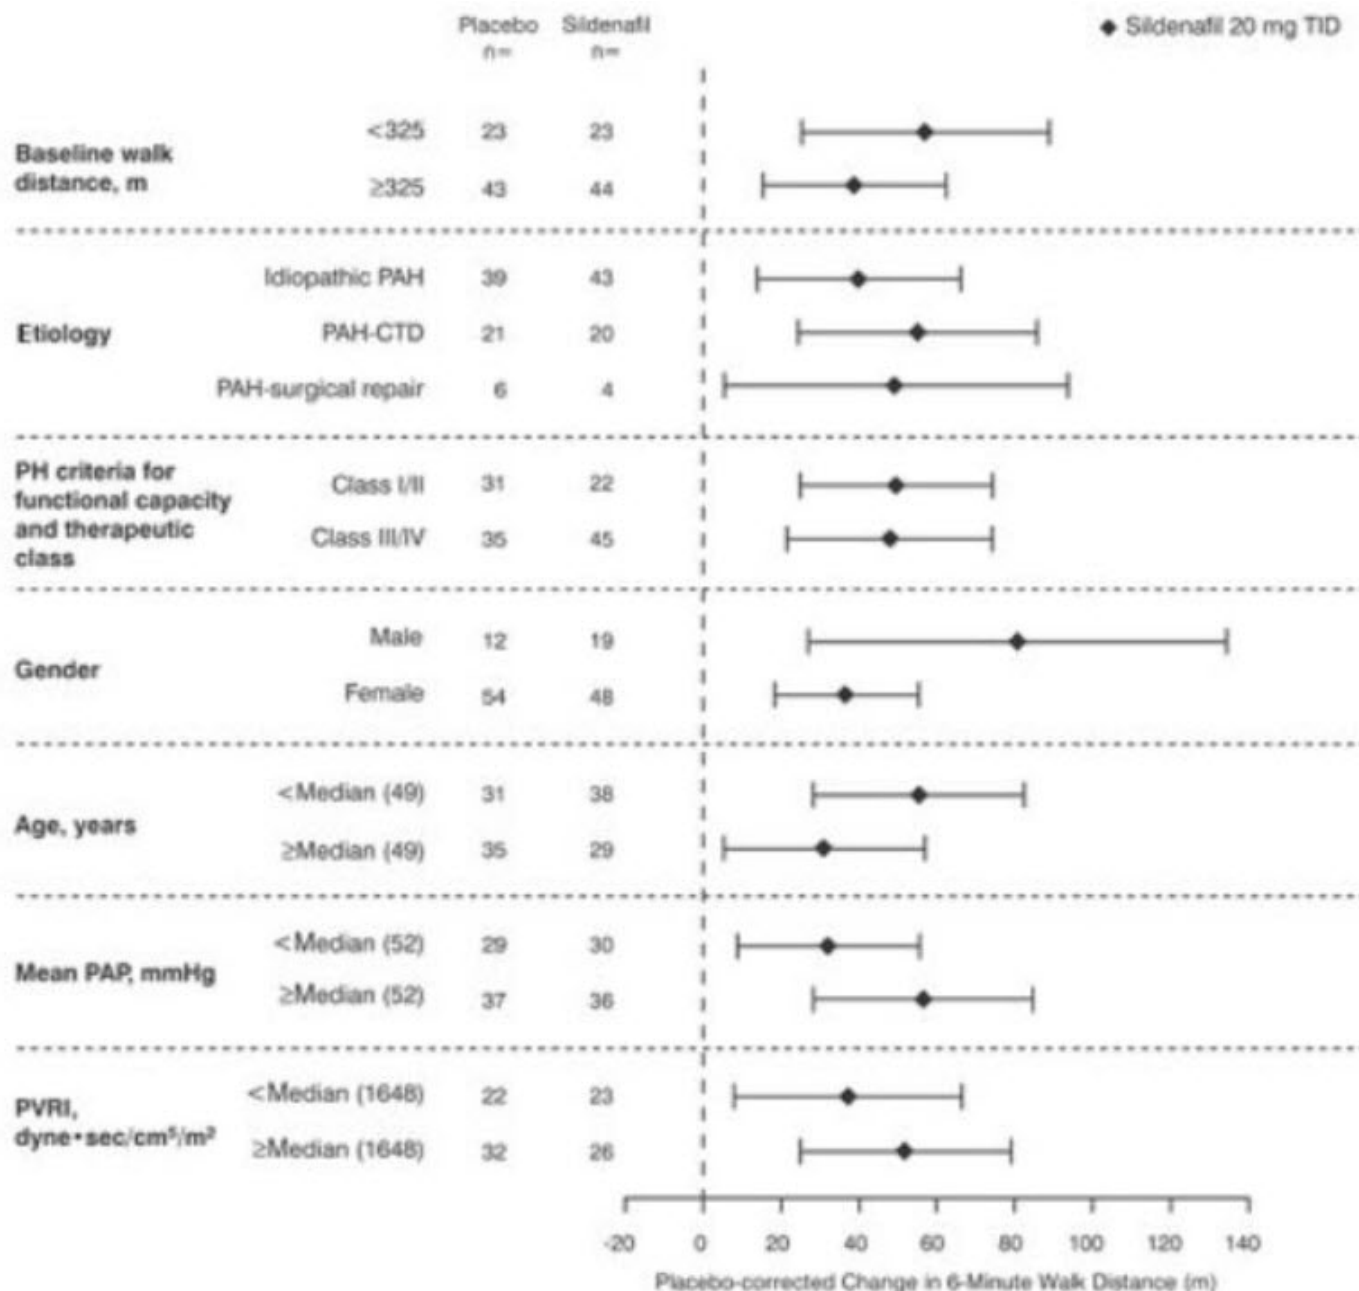 Placebo Sildenafil
n= n=
◆ Sildenafil 20 mg TID
Baseline walk
distance, m
<325 23 23
≥325 43 44
Etiology
Idiopathic PAH 39 43
PAH-CTD 21 20
PAH-surgical repair 6 4
PH criteria for
functional capacity
and therapeutic
class
Class I/II 31 22
Class III/IV 35 45
Gender
Male 12 19
Female 54 48
Age, years
<Median (49) 31 38
≥Median (49) 35 29
Mean PAP, mmHg
<Median (52) 29 30
≥Median (52) 37 36
PVRI,
dyne•sec/cm⁵/m²
<Median (1648) 22 23
≥Median (1648) 32 26
-20 0 20 40 60 80 100 120 140
Placebo-corrected Change in 6-Minute Walk Distance (m)